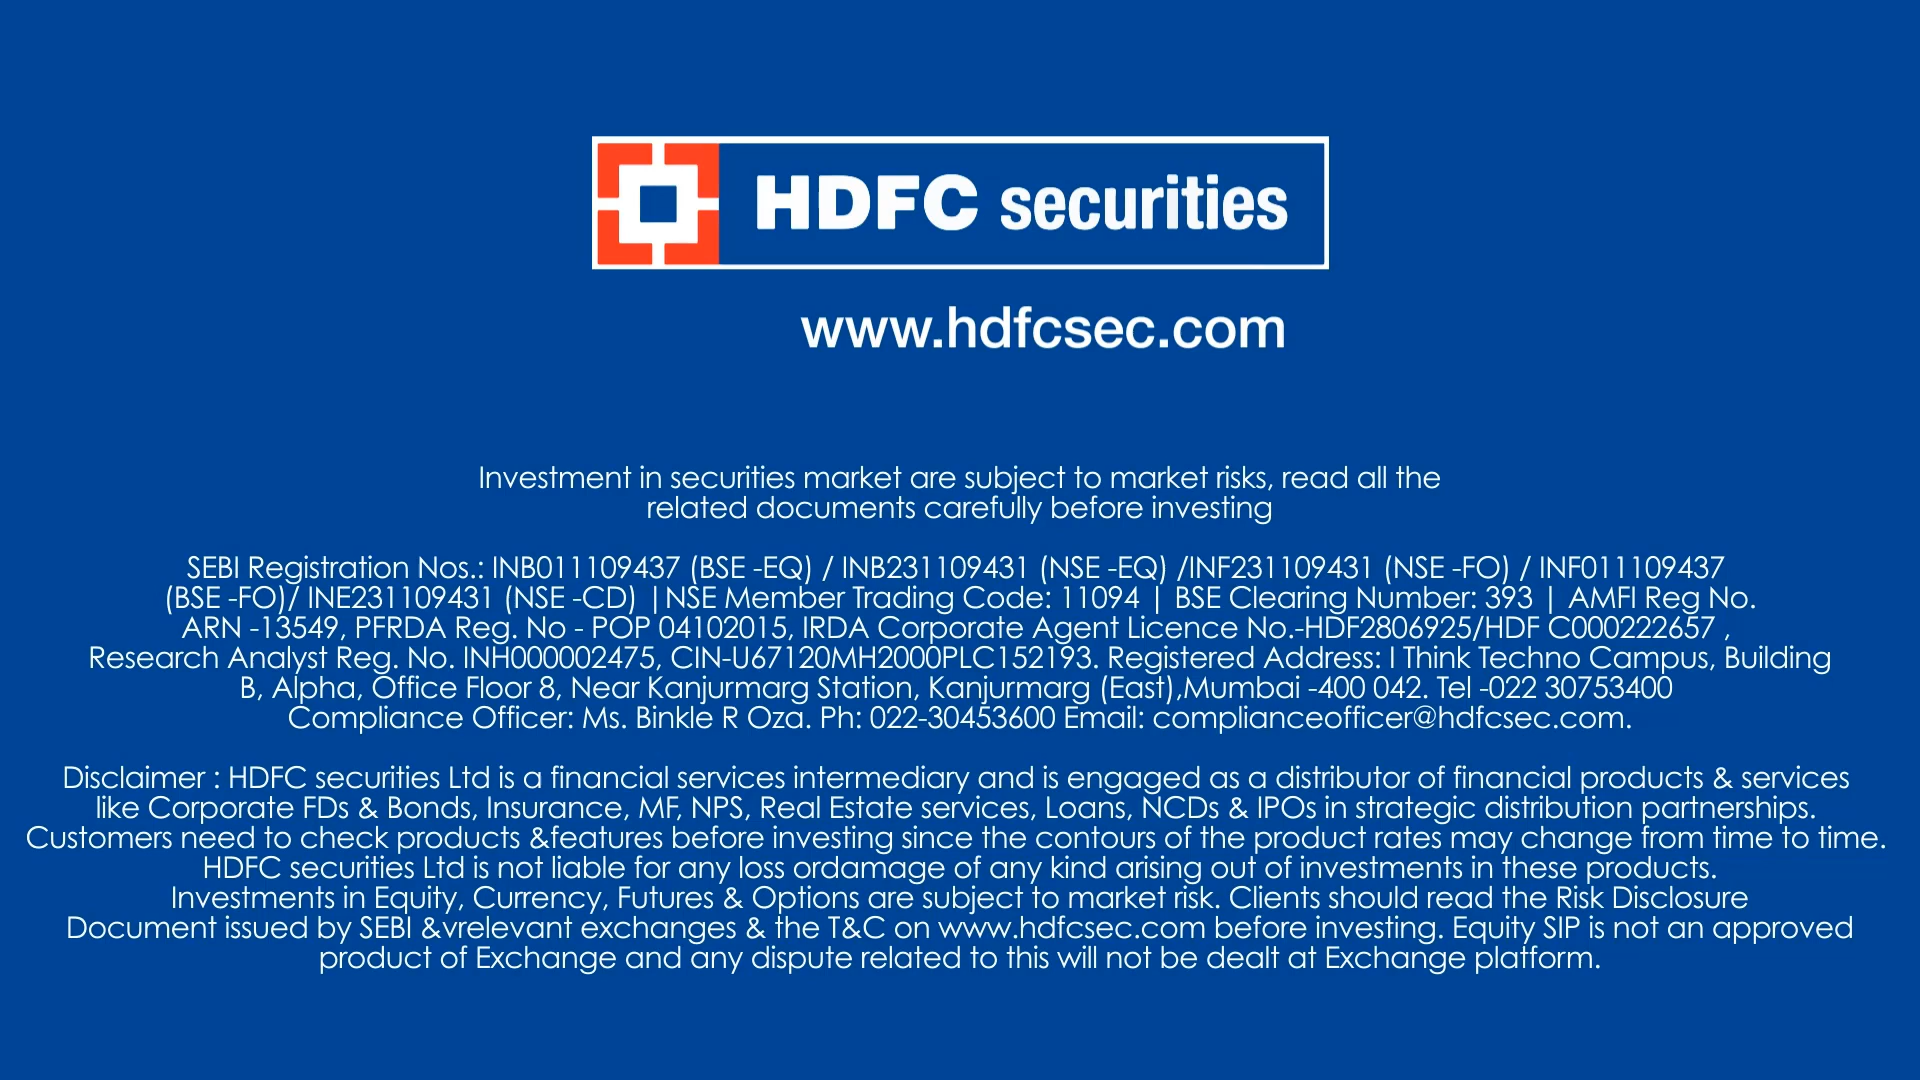 HDFC securities
www.hdfcsec.com
Investment in securities market are subject to market risks, read all the
related documents carefully before investing
SEBI Registration Nos.: INB011109437 (BSE -EQ) / INB231109431 (NSE -EQ) /INF231109431 (NSE -FO) / INF011109437
(BSE -FO)/ INE231109431 (NSE -CD) |NSE Member Trading Code: 11094 | BSE Clearing Number: 393 | AMFI Reg No.
ARN -13549, PFRDA Reg. No - POP 04102015, IRDA Corporate Agent Licence No.-HDF2806925/HDF C000222657 ,
Research Analyst Reg. No. INH000002475, CIN-U67120MH2000PLC152193. Registered Address: I Think Techno Campus, Building
B, Alpha, Office Floor 8, Near Kanjurmarg Station, Kanjurmarg (East),Mumbai -400 042. Tel -022 30753400
Compliance Officer: Ms. Binkle R Oza. Ph: 022-30453600 Email: complianceofficer@hdfcsec.com.
Disclaimer : HDFC securities Ltd is a financial services intermediary and is engaged as a distributor of financial products & services
like Corporate FDs & Bonds, Insurance, MF, NPS, Real Estate services, Loans, NCDs & IPOs in strategic distribution partnerships.
Customers need to check products &features before investing since the contours of the product rates may change from time to time.
HDFC securities Ltd is not liable for any loss ordamage of any kind arising out of investments in these products.
Investments in Equity, Currency, Futures & Options are subject to market risk. Clients should read the Risk Disclosure
Document issued by SEBI &vrelevant exchanges & the T&C on www.hdfcsec.com before investing. Equity SIP is not an approved
product of Exchange and any dispute related to this will not be dealt at Exchange platform.